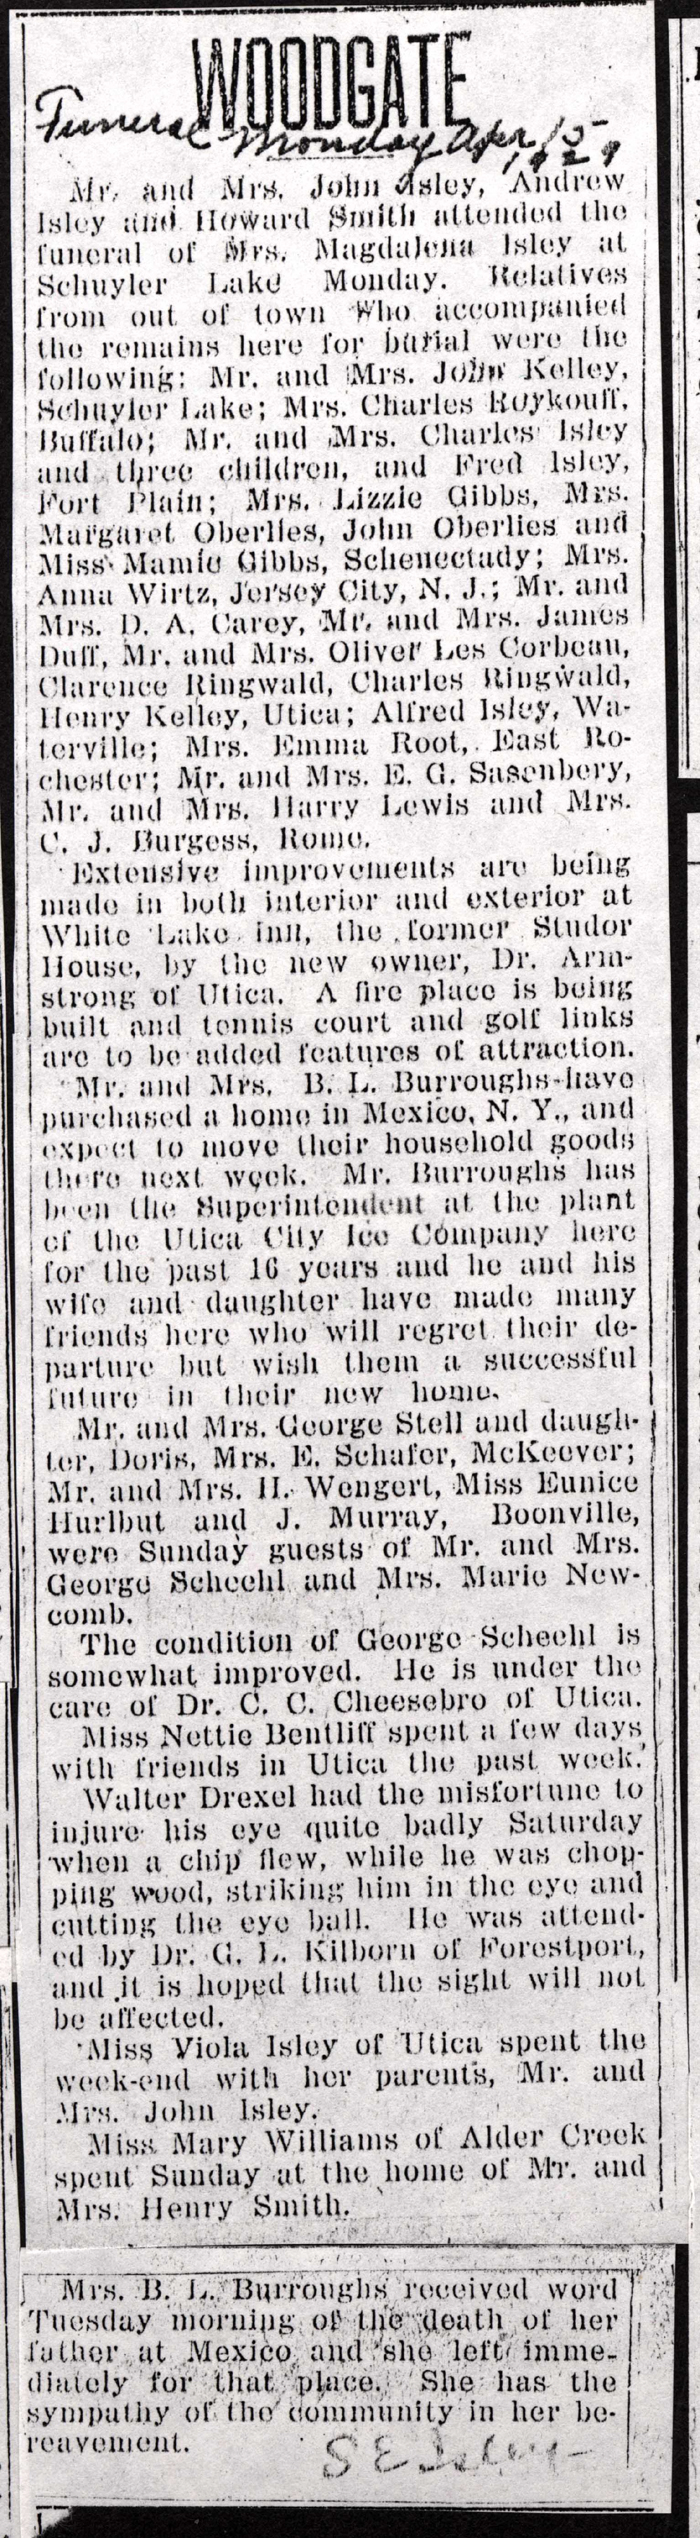 WOODGATE
Funeral Monday Apr 15
1929
Mr. and Mrs. John Isley, Andrew
Isley and Howard Smith attended the
funeral of Mrs. Magdalena Isley at
Schuyler Lake Monday. Relatives
from out of town who accompanied
the remains here for burial were the
following: Mr. and Mrs. John Kelley,
Schuyler Lake; Mrs. Charles Roykouff,
Buffalo; Mr. and Mrs. Charles Isley
and three children, and Fred Isley,
Fort Plain; Mrs. Lizzie Gibbs, Mrs.
Margaret Oberlies, John Oberlies and
Miss Mamie Gibbs, Schenectady; Mrs.
Anna Wirtz, Jersey City, N. J.; Mr. and
Mrs. D. A. Carey, Mr. and Mrs. James
Duff, Mr. and Mrs. Oliver Les Corbeau,
Clarence Ringwald, Charles Ringwald,
Henry Kelley, Utica; Alfred Isley, Wa-
terville; Mrs. Emma Root, East Ro-
chester; Mr. and Mrs. E. G. Sasenbery,
Mr. and Mrs. Harry Lewis and Mrs.
C. J. Burgess, Rome.
Extensive improvements are being
made in both interior and exterior at
White Lake Inn, the former Studor
House, by the new owner, Dr. Arm-
strong of Utica. A fire place is being
built and tennis court and golf links
are to be added features of attraction.
Mr. and Mrs. B. L. Burroughs have
purchased a home in Mexico, N. Y., and
expect to move their household goods
there next week. Mr. Burroughs has
been the Superintendent at the plant
of the Utica City Ice Company here
for the past 16 years and he and his
wife and daughter have made many
friends here who will regret their de-
parture but wish them a successful
future in their new home.
Mr. and Mrs. George Stell and daugh-
ter, Doris, Mrs. E. Schafer, McKeever;
Mr. and Mrs. H. Wengert, Miss Eunice
Hurlbut and J. Murray, Boonville,
were Sunday guests of Mr. and Mrs.
George Scheehl and Mrs. Marie New-
comb.
The condition of George Scheehl is
somewhat improved. He is under the
care of Dr. C. C. Cheesebro of Utica.
Miss Nettie Bentliff spent a few days
with friends in Utica the past week.
Walter Drexel had the misfortune to
injure his eye quite badly Saturday
when a chip flew, while he was chop-
ping wood, striking him in the eye and
cutting the eye ball. He was attend-
ed by Dr. G. L. Kilborn of Forestport,
and it is hoped that the sight will not
be affected.
Miss Viola Isley of Utica spent the
week-end with her parents, Mr. and
Mrs. John Isley.
Miss Mary Williams of Alder Creek
spent Sunday at the home of Mr. and
Mrs. Henry Smith.
Mrs. B. L. Burroughs received word
Tuesday morning of the death of her
father at Mexico and she left imme-
diately for that place. She has the
sympathy of the community in her be-
reavement.
S E Isley